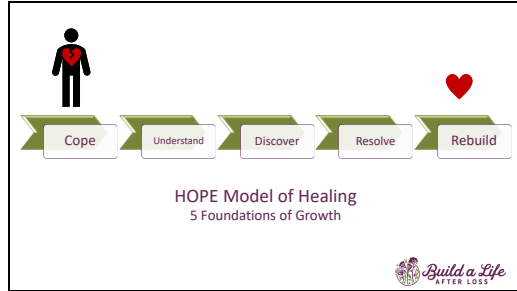 Cope
Understand
Discover
Resolve
Rebuild
HOPE Model of Healing
5 Foundations of Growth
Build a Life
AFTER LOSS